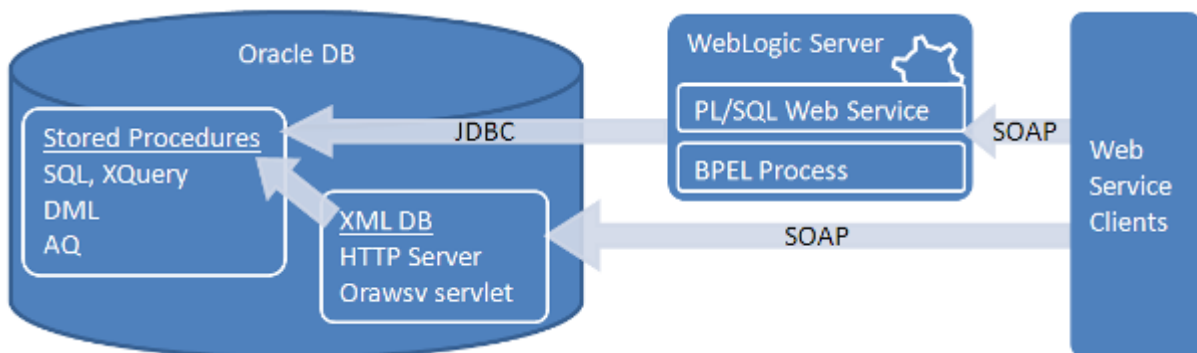 Oracle DB
Stored Procedures
SQL, XQuery
DML
AQ
XML DB
HTTP Server
Orawsv servlet
JDBC
WebLogic Server
PL/SQL Web Service
BPEL Process
SOAP
SOAP
Web
Service
Clients